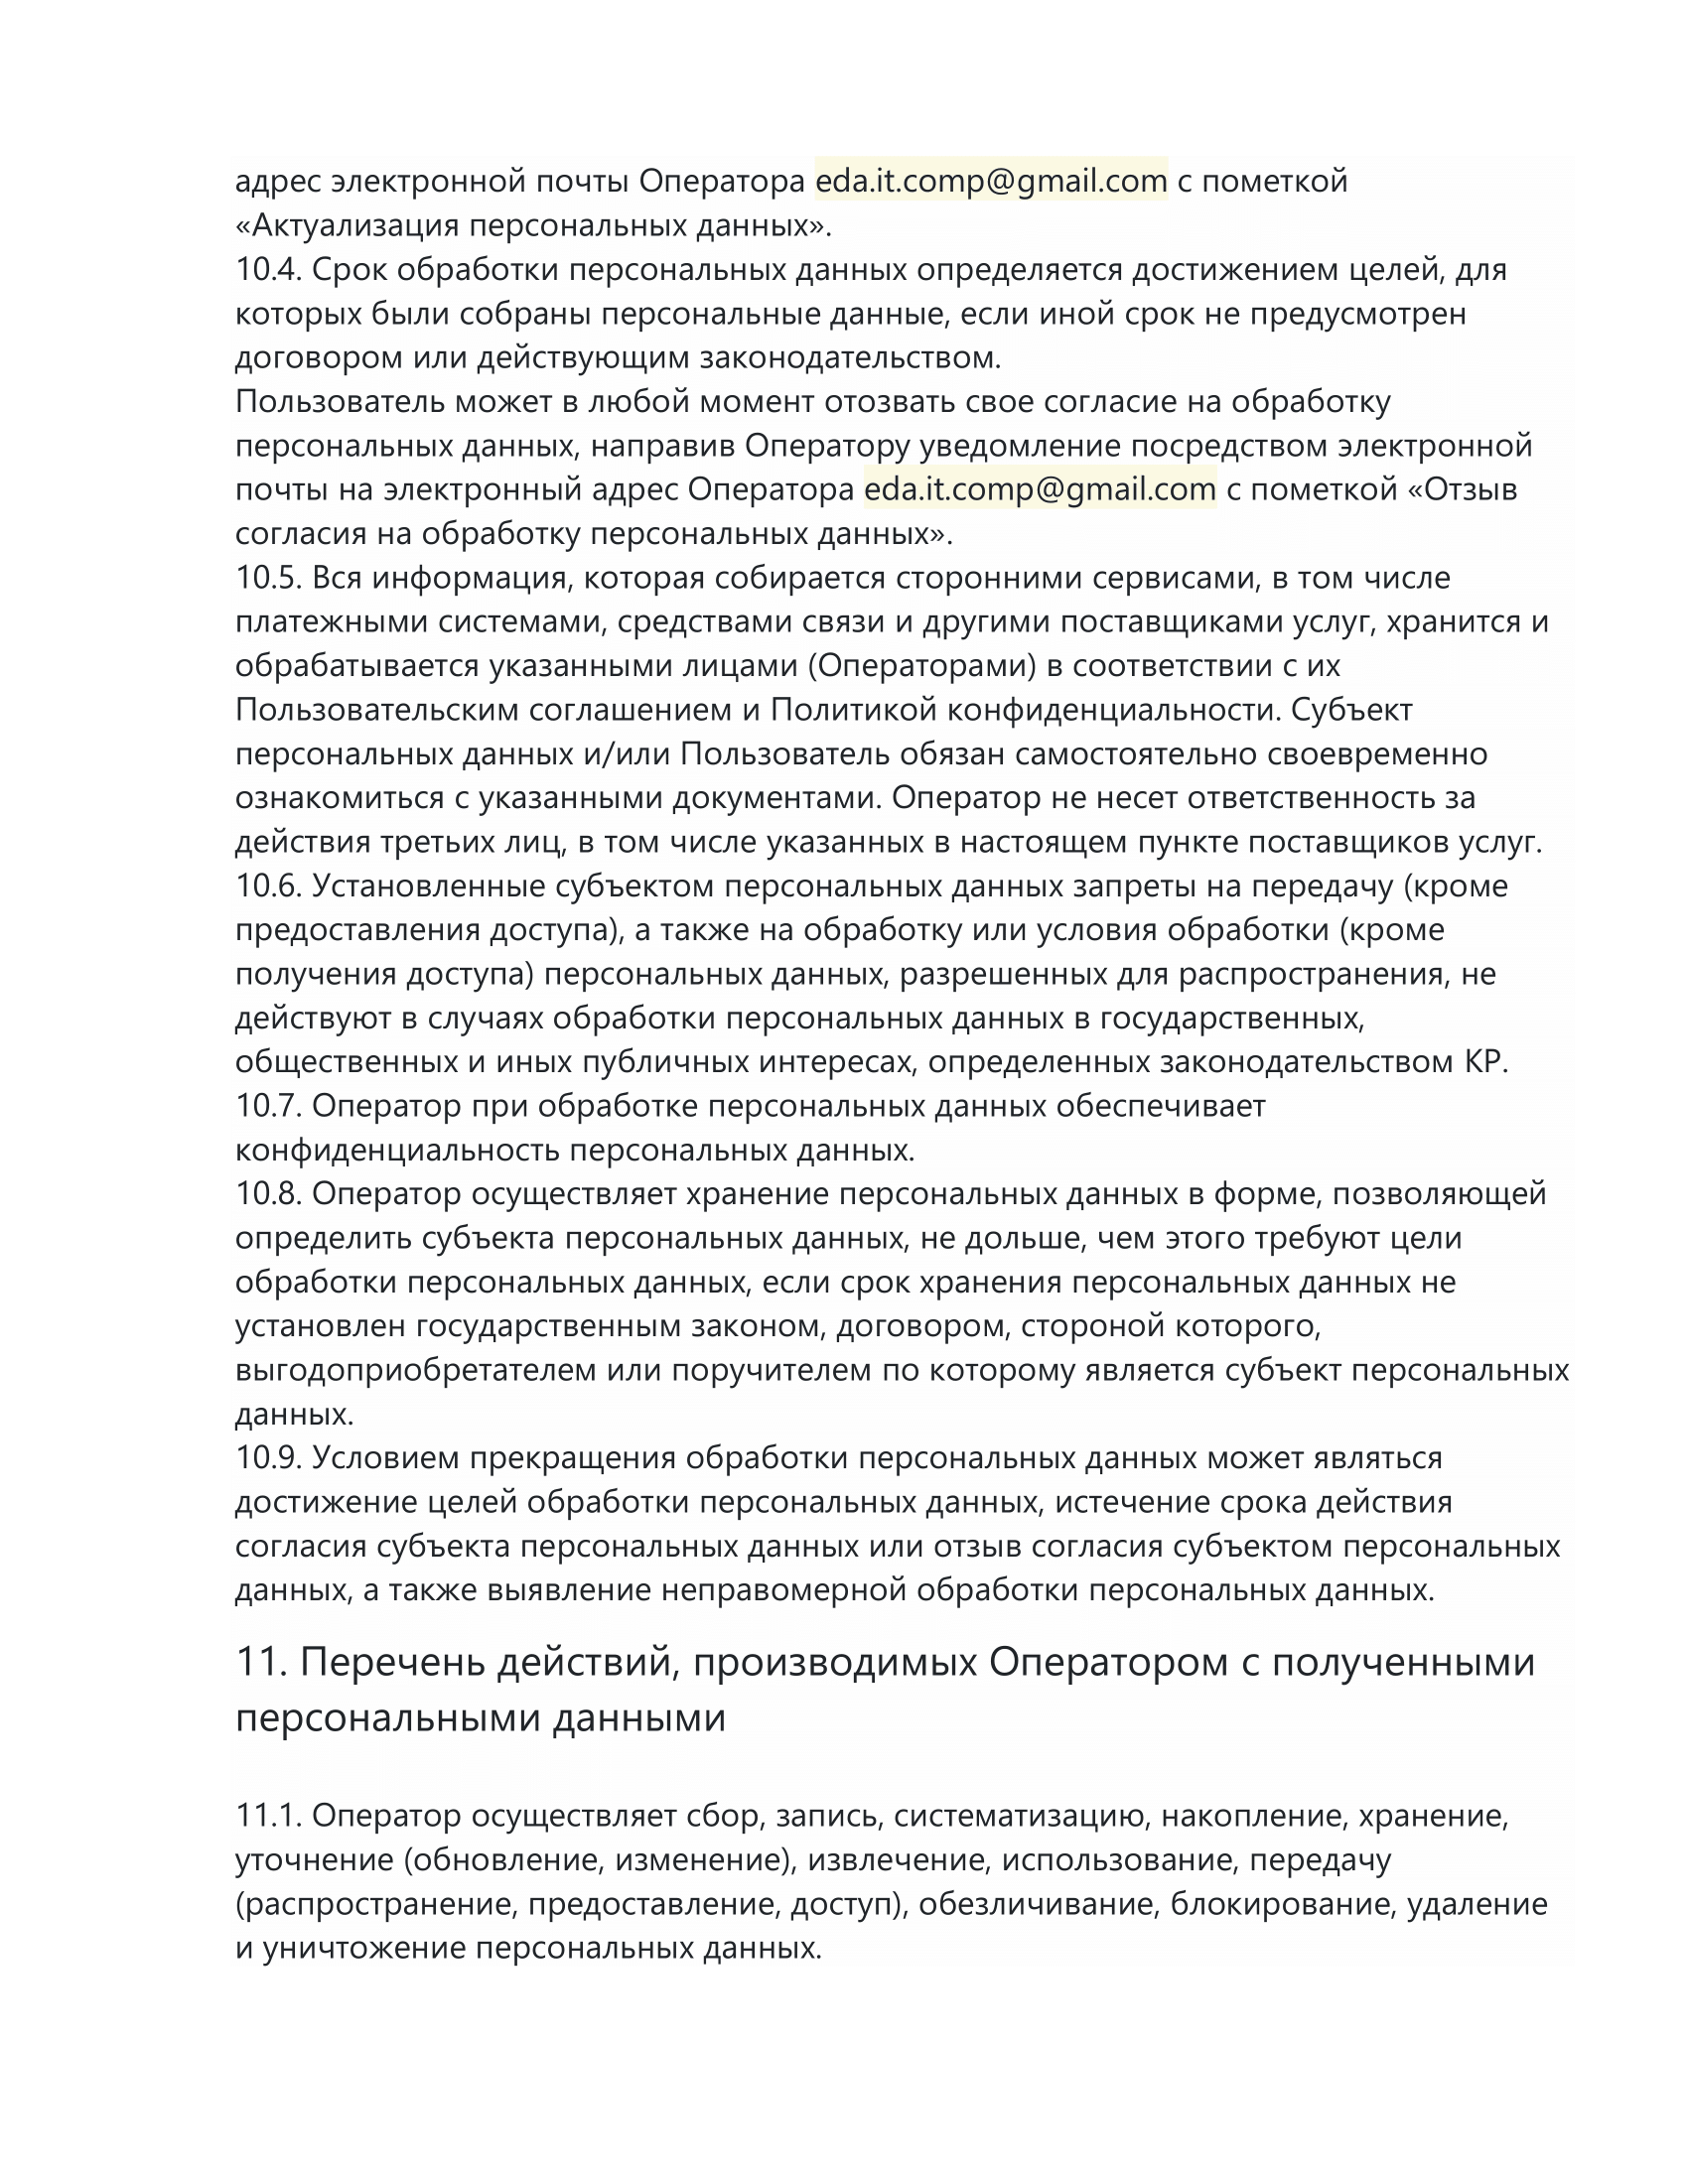 адрес электронной почты Оператора eda.it.comp@gmail.com с пометкой
«Актуализация персональных данных».
10.4. Срок обработки персональных данных определяется достижением целей, для
которых были собраны персональные данные, если иной срок не предусмотрен
договором или действующим законодательством.
Пользователь может в любой момент отозвать свое согласие на обработку
персональных данных, направив Оператору уведомление посредством электронной
почты на электронный адрес Оператора eda.it.comp@gmail.com с пометкой «Отзыв
согласия на обработку персональных данных».
10.5. Вся информация, которая собирается сторонними сервисами, в том числе
платежными системами, средствами связи и другими поставщиками услуг, хранится и
обрабатывается указанными лицами (Операторами) в соответствии с их
Пользовательским соглашением и Политикой конфиденциальности. Субъект
персональных данных и/или Пользователь обязан самостоятельно своевременно
ознакомиться с указанными документами. Оператор не несет ответственность за
действия третьих лиц, в том числе указанных в настоящем пункте поставщиков услуг.
10.6. Установленные субъектом персональных данных запреты на передачу (кроме
предоставления доступа), а также на обработку или условия обработки (кроме
получения доступа) персональных данных, разрешенных для распространения, не
действуют в случаях обработки персональных данных в государственных,
общественных и иных публичных интересах, определенных законодательством КР.
10.7. Оператор при обработке персональных данных обеспечивает
конфиденциальность персональных данных.
10.8. Оператор осуществляет хранение персональных данных в форме, позволяющей
определить субъекта персональных данных, не дольше, чем этого требуют цели
обработки персональных данных, если срок хранения персональных данных не
установлен государственным законом, договором, стороной которого,
выгодоприобретателем или поручителем по которому является субъект персональных
данных.
10.9. Условием прекращения обработки персональных данных может являться
достижение целей обработки персональных данных, истечение срока действия
согласия субъекта персональных данных или отзыв согласия субъектом персональных
данных, а также выявление неправомерной обработки персональных данных.
11. Перечень действий, производимых Оператором с полученными
персональными данными
11.1. Оператор осуществляет сбор, запись, систематизацию, накопление, хранение,
уточнение (обновление, изменение), извлечение, использование, передачу
(распространение, предоставление, доступ), обезличивание, блокирование, удаление
и уничтожение персональных данных.